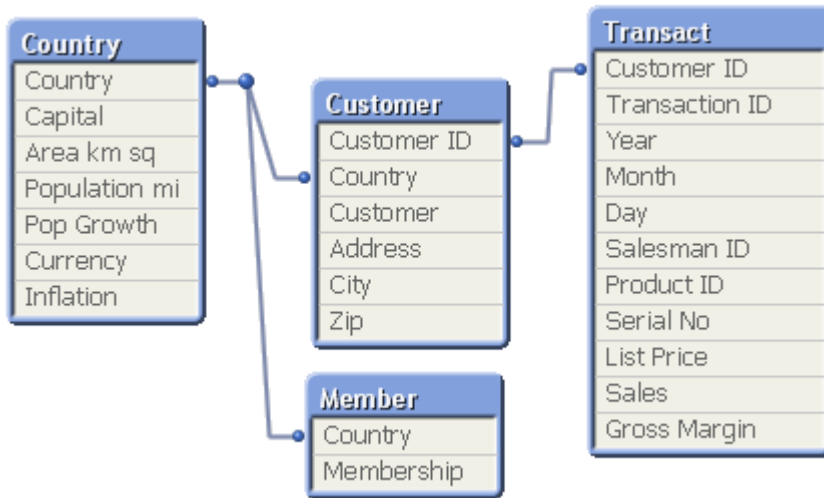 Country
Country
Capital
Area km sq
Population mi
Pop Growth
Currency
Inflation
Customer
Customer ID
Country
Customer
Address
City
Zip
Member
Country
Membership
Transact
Customer ID
Transaction ID
Year
Month
Day
Salesman ID
Product ID
Serial No
List Price
Sales
Gross Margin